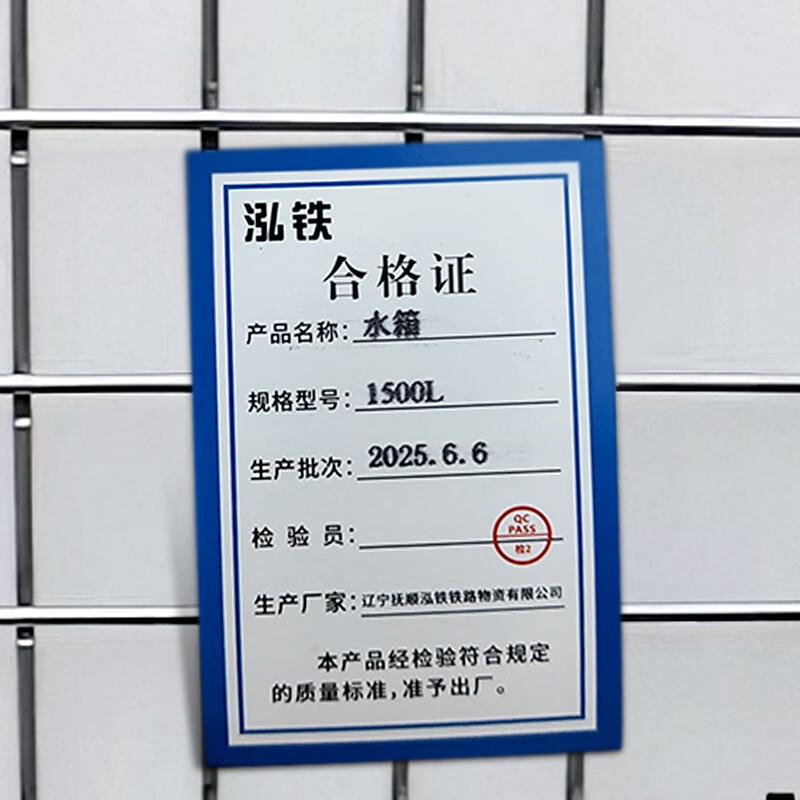 泓铁
合格证
产品名称：水箱
规格型号：1500L
生产批次：2025.6.6
检验员：
QC
PASS
检2
生产厂家：辽宁抚顺泓铁铁路物资有限公司
本产品经检验符合规定
的质量标准，准予出厂。